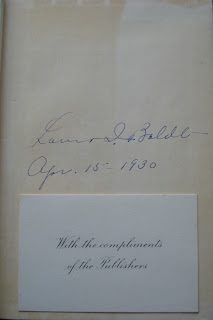 Apr. 15 - 1930
With the compliments
of the Publishers